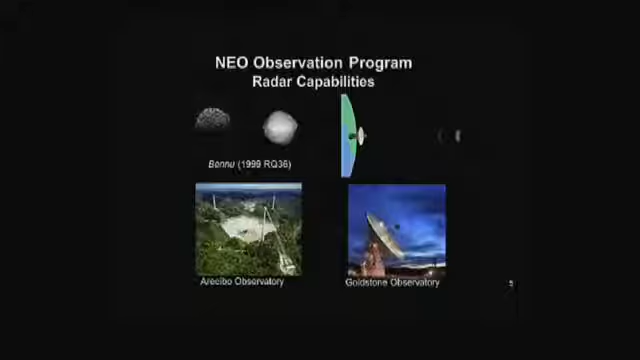 NEO Observation Program
Radar Capabilities
Bennu (1999 RQ36)
Arecibo Observatory
Goldstone Observatory